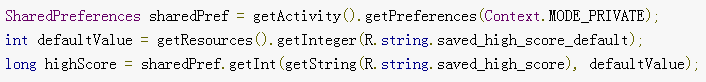 SharedPreferences sharedPref = getActivity().getPreferences(Context.MODE_PRIVATE);
int defaultValue = getResources().getInteger(R.string.saved_high_score_default);
long highScore = sharedPref.getInt(getString(R.string.saved_high_score), defaultValue);